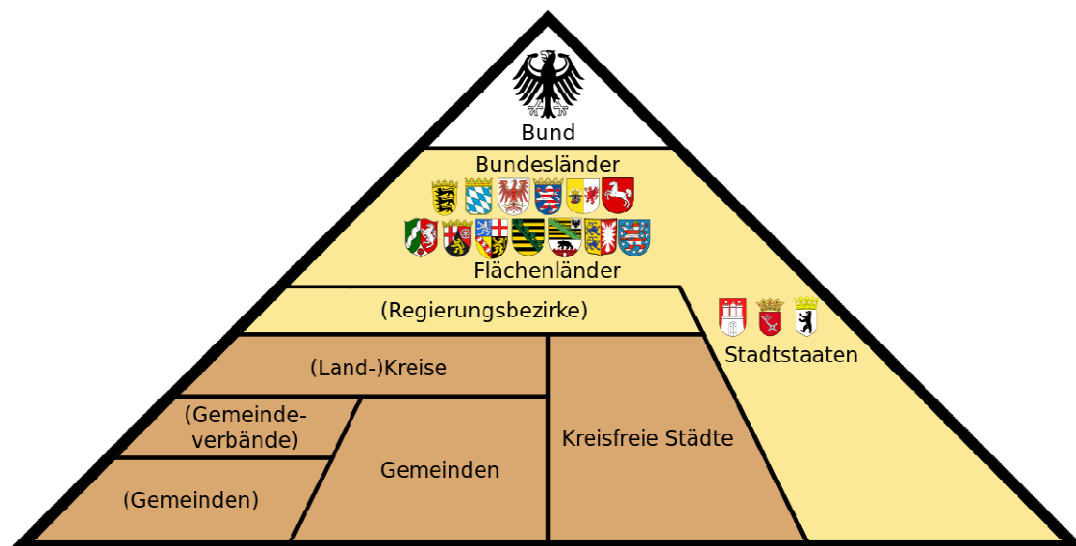 Bund
Bundesländer
Flächenländer
(Regierungsbezirke)
Stadtstaaten
(Land-)Kreise
(Gemeinde-
verbände)
Kreisfreie Städte
Gemeinden
(Gemeinden)